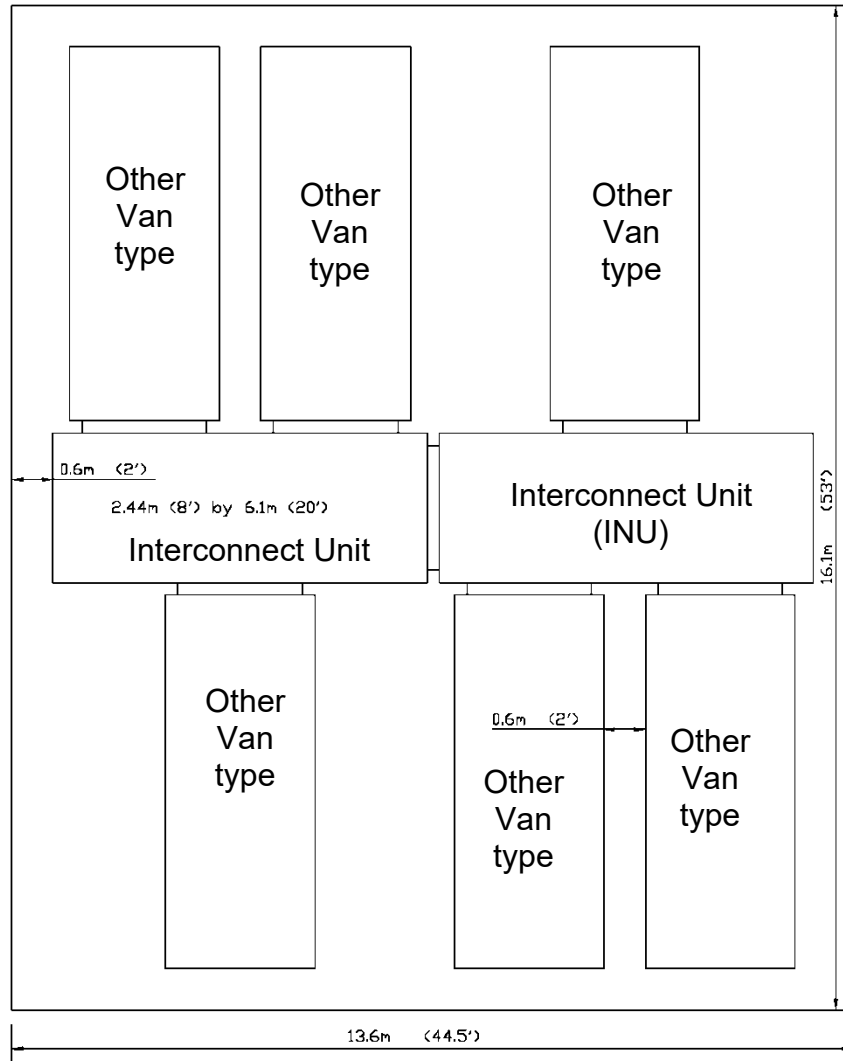 Other
Van
type
Other
Van
type
Other
Van
type
0.6m (2')
2.44m (8') by 6.1m (20')
Interconnect Unit
Interconnect Unit
(INU)
16.1m (53')
Other
Van
type
0.6m (2')
Other
Van
type
Other
Van
type
13.6m (44.5')